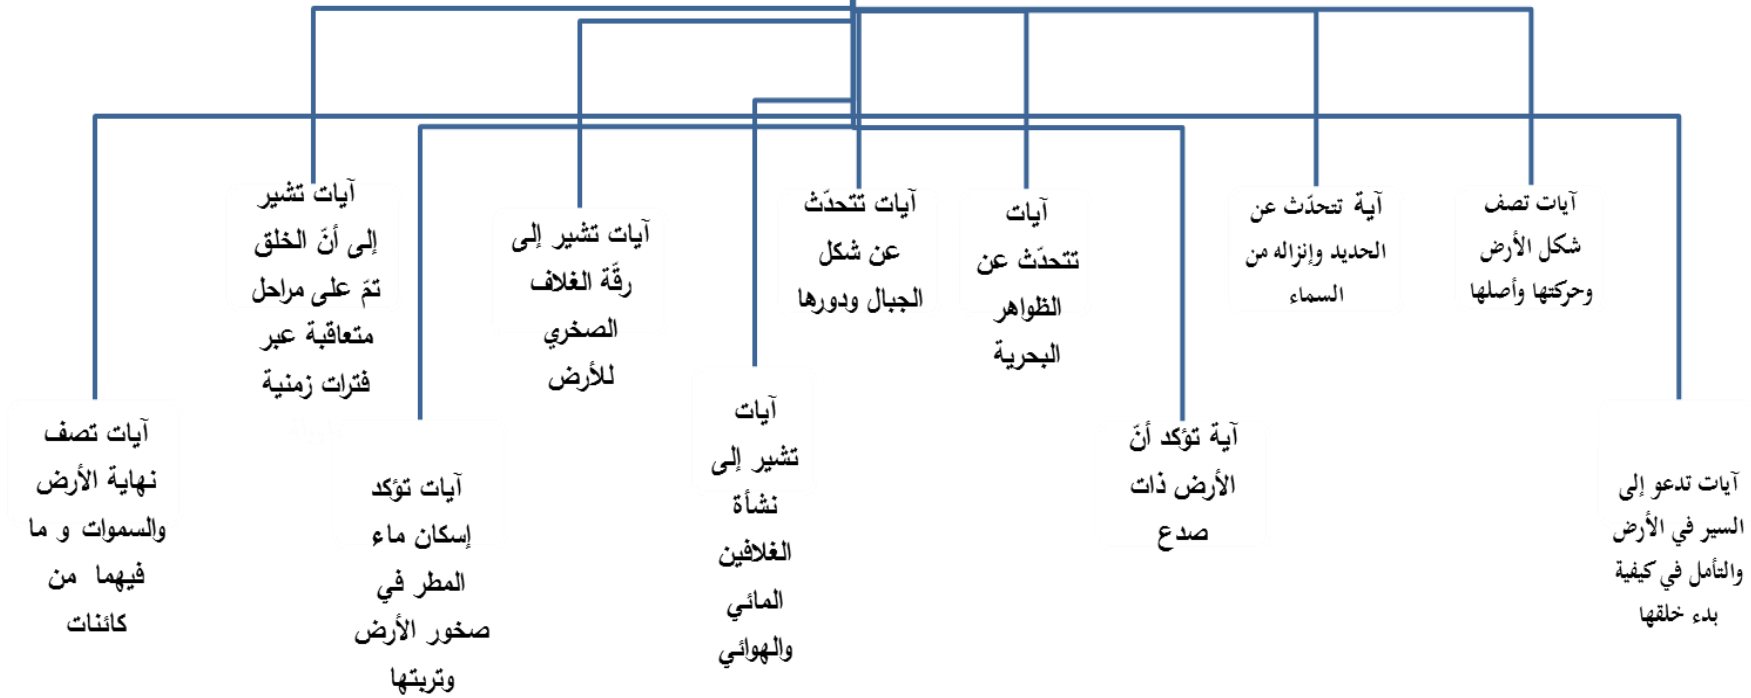 آيات تصف
شكل الأرض
وحركتها وأصلها
آية تتحدّث عن
الحديد وإنزاله من
السماء
آيات
تتحدّث عن
الظواهر
البحرية
آيات تتحدّث
عن شكل
الجبال ودورها
آيات تشير إلى
رقّة الغلاف
الصخري
للأرض
آيات تشير
إلى أنّ الخلق
تمّ على مراحل
متعاقبة عبر
فترات زمنية
آيات تدعو إلى
السير في الأرض
والتأمل في كيفية
بدء خلقها
آية تؤكد أنّ
الأرض ذات
صدع
آيات
تشير إلى
نشأة
الغلافين
المائي
والهوائي
آيات تؤكد
إسكان ماء
المطر في
صخور الأرض
وتربتها
آيات تصف
نهاية الأرض
والسموات و ما
فيهما من
كائنات